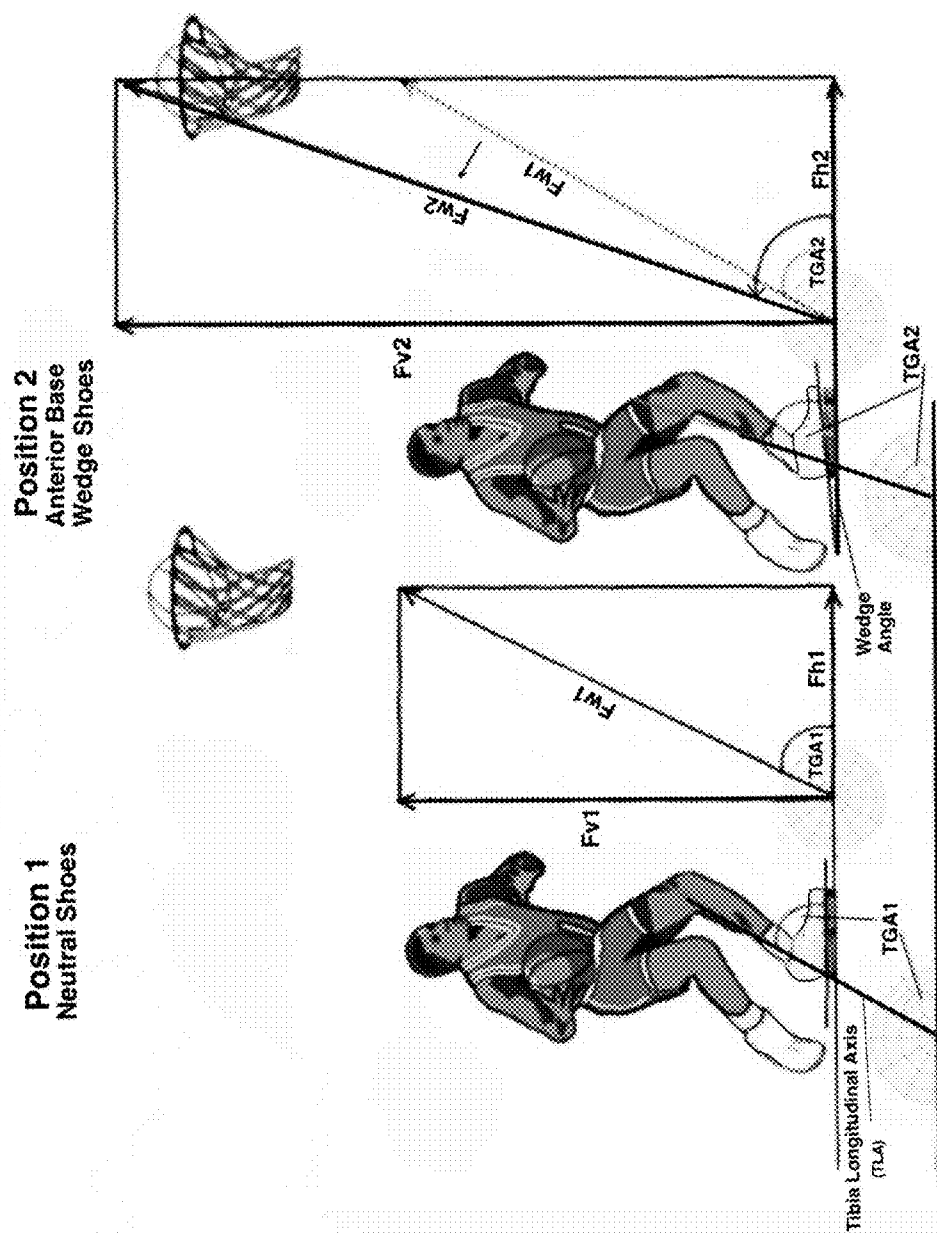 Position 1
Neutral Shoes
Position 2
Anterior Base
Wedge Shoes
Fv1
Fw1
TGA1
Fh1
Fv2
Fw2
Fw1
TGA2
Fh2
Tibia Longitudinal Axis
(TLA)
TGA1
Wedge
Angle
TGA2